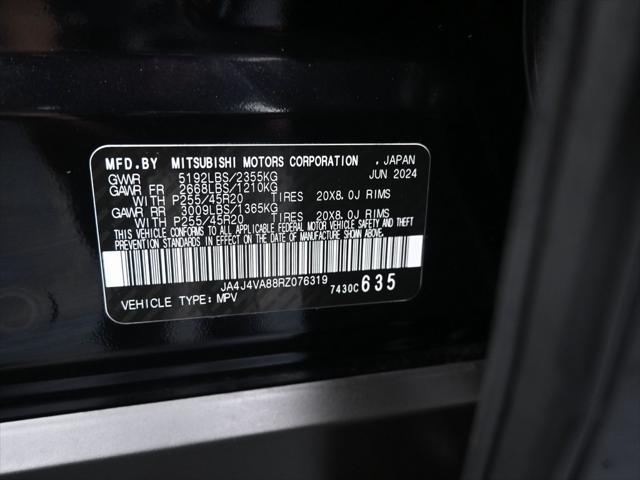 MFD.BY MITSUBISHI MOTORS CORPORATION , JAPAN
GVWR 5192LBS/2355KG JUN 2024
GAWR FR 2668LBS/1210KG
WITH P255/45R20 TIRES 20X8.0J RIMS
GAWR RR 3009LBS/1365KG
WITH P255/45R20 TIRES 20X8.0J RIMS
THIS VEHICLE CONFORMS TO ALL APPLICABLE FEDERAL MOTOR VEHICLE SAFETY AND THEFT
PREVENTION STANDARDS IN EFFECT ON THE DATE OF MANUFACTURE SHOWN ABOVE.
JA4J4VA88RZ076319
VEHICLE TYPE: MPV 7430C 635